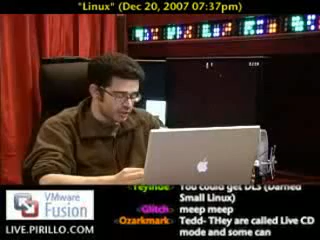 "Linux" (Dec 20, 2007 07:37pm)
You could get DLS (Damed
Small Linux)
Glitch> meep meep
Ozarkmark> Tedd- THey are called Live CD
mode and some can
VMware
Fusion
LIVE.PIRILLO.COM